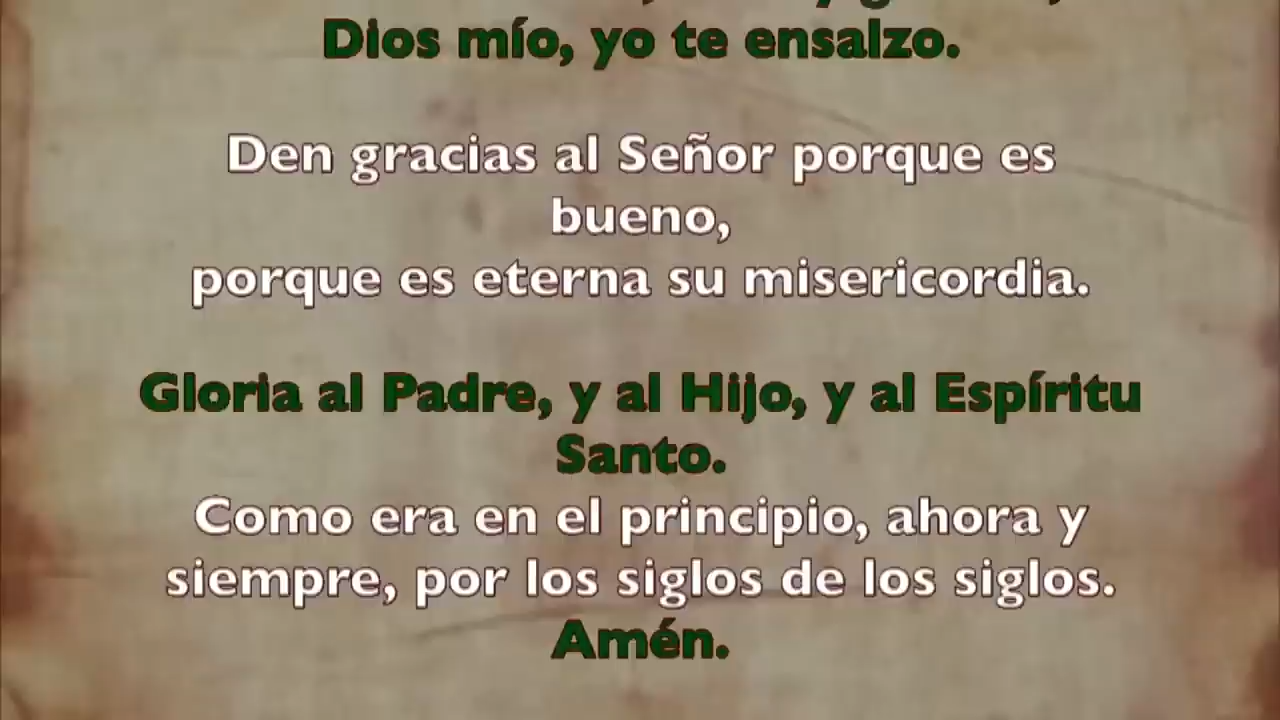 Dios mío, yo te ensalzo.
Den gracias al Señor porque es
bueno,
porque es eterna su misericordia.
Gloria al Padre, y al Hijo, y al Espíritu
Santo.
Como era en el principio, ahora y
siempre, por los siglos de los siglos.
Amén.